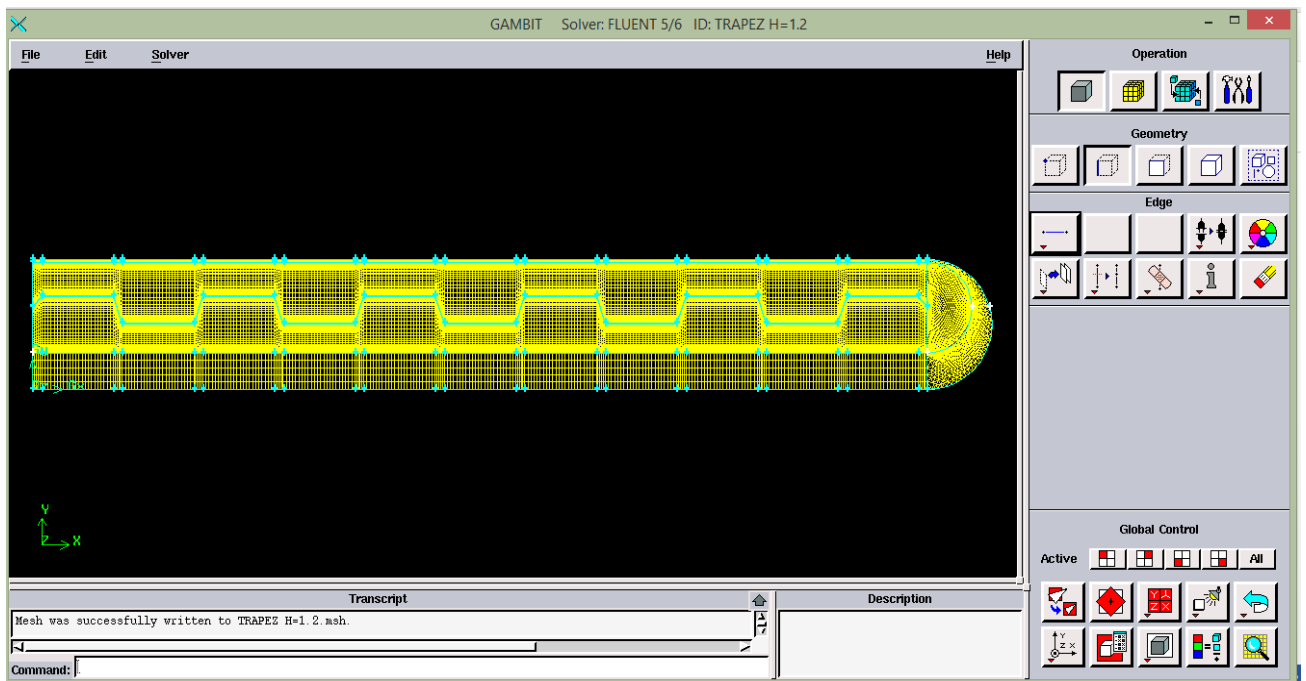 GAMBIT Solver: FLUENT 5/6 ID: TRAPEZ H=1.2
File Edit Solver Help
Operation
Geometry
Edge
Y
Z X
Global Control
Active All
Transcript
Description
Mesh was successfully written to TRAPEZ H=1.2.msh.
Command: